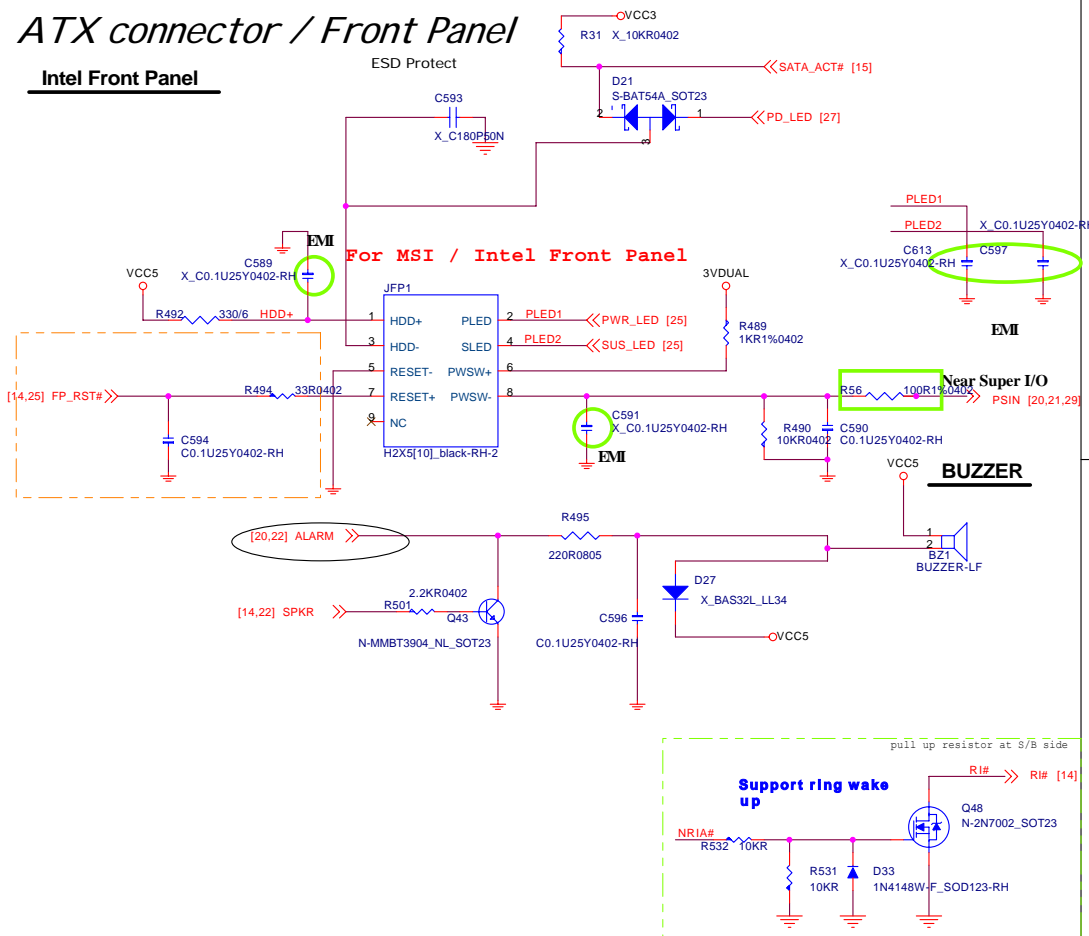 ATX connector / Front Panel
Intel Front Panel
ESD Protect
VCC3
R31 X_10KR0402
SATA_ACT# [15]
D21
S-BAT54A_SOT23
2
1
3
PD_LED [27]
C593
X_C180P50N
EMI
For MSI / Intel Front Panel
C589
X_C0.1U25Y0402-RH
VCC5
R492 330/6 HDD+
JFP1
1 HDD+ PLED 2 PLED1 PWR_LED [25]
3 HDD- SLED 4 PLED2 SUS_LED [25]
5 RESET- PWSW+ 6
7 RESET+ PWSW- 8
9 NC
H2X5[10]_black-RH-2
[14,25] FP_RST#
R494 33R0402
C594
C0.1U25Y0402-RH
3VDUAL
R489
1KR1%0402
C591
X_C0.1U25Y0402-RH
EMI
R490
10KR0402
C590
C0.1U25Y0402-RH
R56 100R1%0402
Near Super I/O
PSIN [20,21,29]
PLED1
PLED2
X_C0.1U25Y0402-RH
C613 C597
X_C0.1U25Y0402-RH
EMI
VCC5
BUZZER
1
2
BZ1
BUZZER-LF
[20,22] ALARM
R495
220R0805
[14,22] SPKR
R501 2.2KR0402
Q43
N-MMBT3904_NL_SOT23
C596
C0.1U25Y0402-RH
D27
X_BAS32L_LL34
VCC5
pull up resistor at S/B side
RI# RI# [14]
Support ring wake
up
Q48
N-2N7002_SOT23
NRIA#
R532 10KR
R531
10KR
D33
1N4148W-F_SOD123-RH